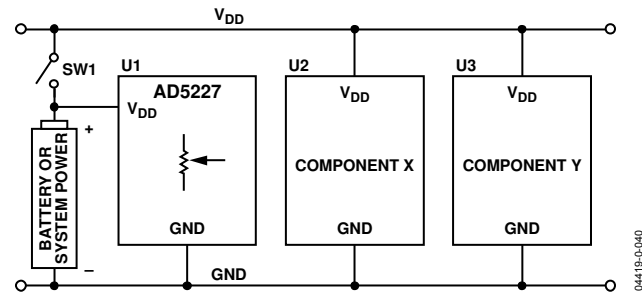 VDD
SW1
U1
AD5227
VDD
GND
U2
VDD
COMPONENT X
GND
U3
VDD
COMPONENT Y
GND
+
BATTERY OR
SYSTEM POWER
–
GND
04419-0-040